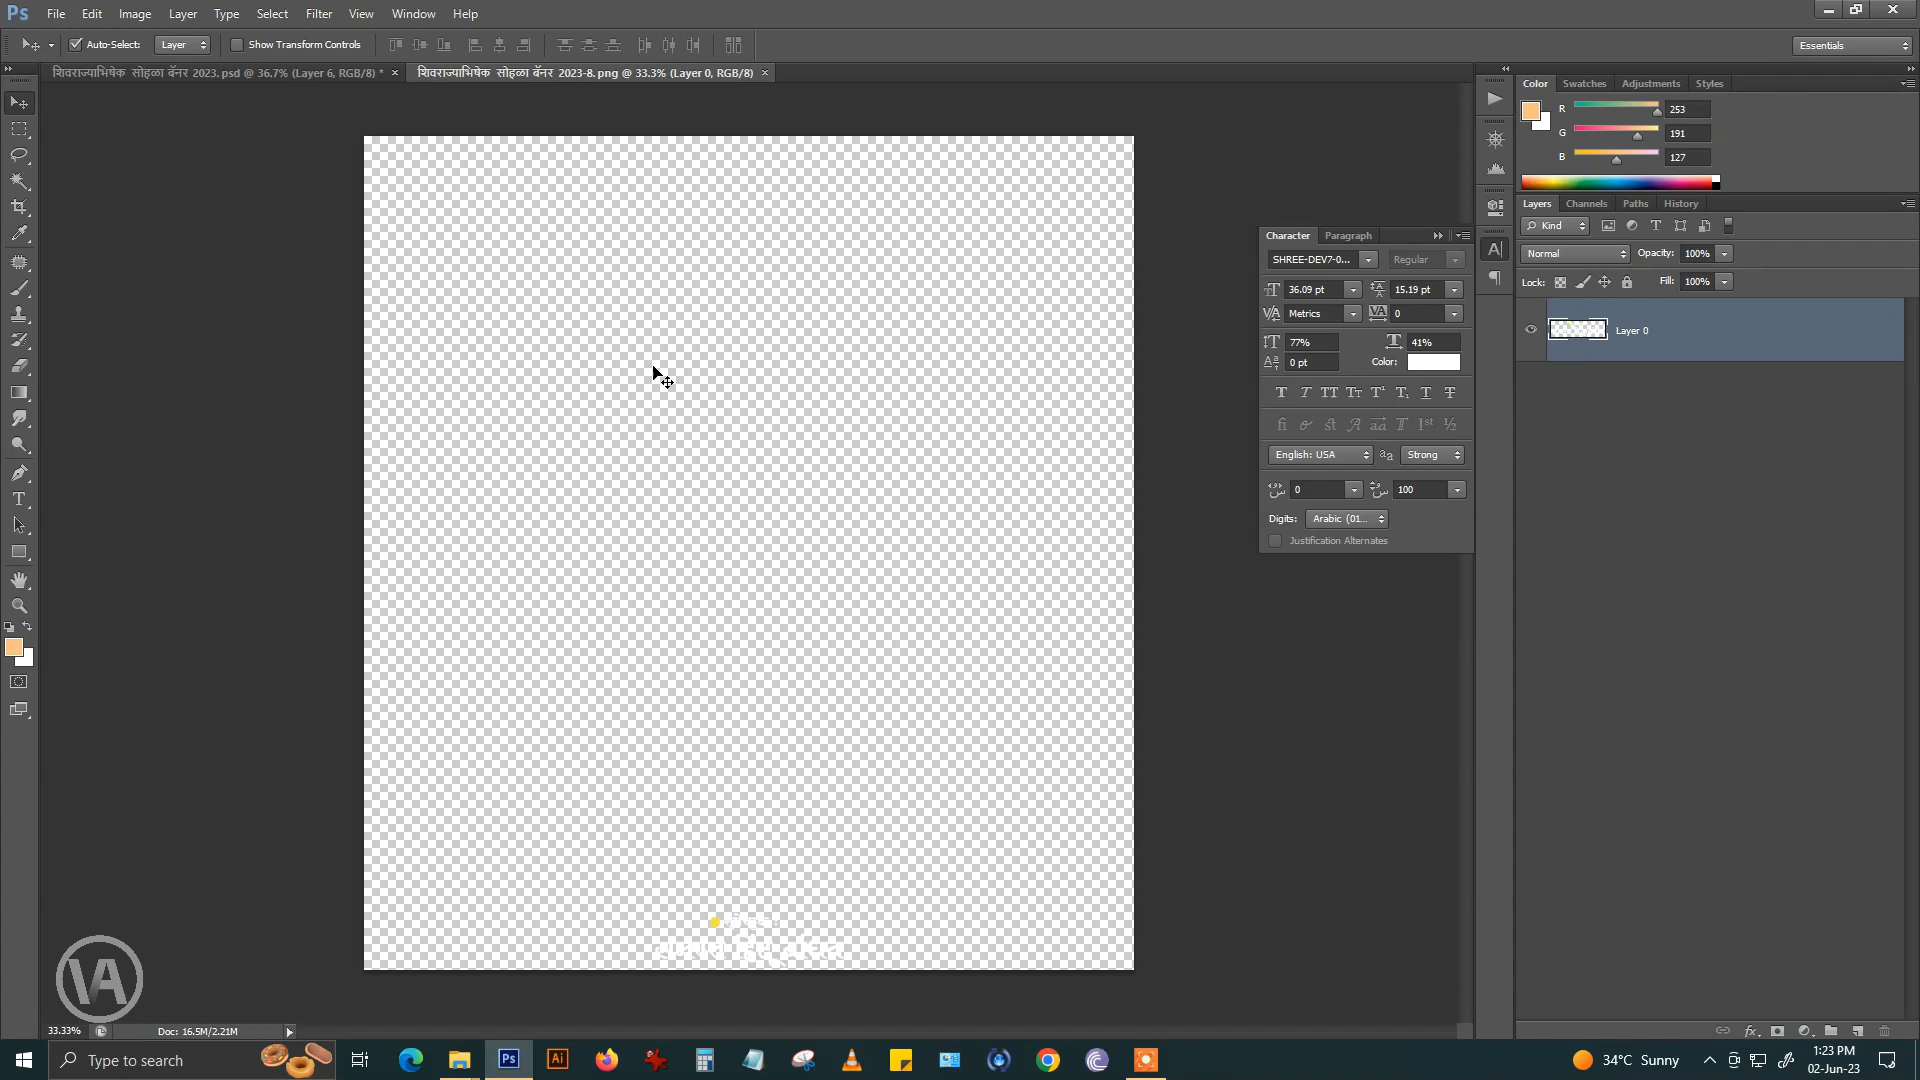 Ps File Edit Image Layer Type Select Filter View Window Help
Auto-Select: Layer Show Transform Controls Essentials
शिवराज्याभिषेक सोहळा बॅनर 2023.psd @ 36.7% (Layer 6, RGB/8) * × शिवराज्याभिषेक सोहळा बॅनर 2023-8.png @ 33.3% (Layer 0, RGB/8) ×
Color Swatches Adjustments Styles
R 253
G 191
B 127
Layers Channels Paths History
Kind
Normal Opacity: 100%
Lock: Fill: 100%
Layer 0
Character Paragraph
SHREE-DEV7-0... Regular
36.09 pt 15.19 pt
Metrics 0
77% 41%
0 pt Color:
English: USA aa Strong
0 100
Digits: Arabic (01...
Justification Alternates
VA
33.33% Doc: 16.5M/2.21M
Type to search Ps Ai 34°C Sunny 1:23 PM
02-Jun-23